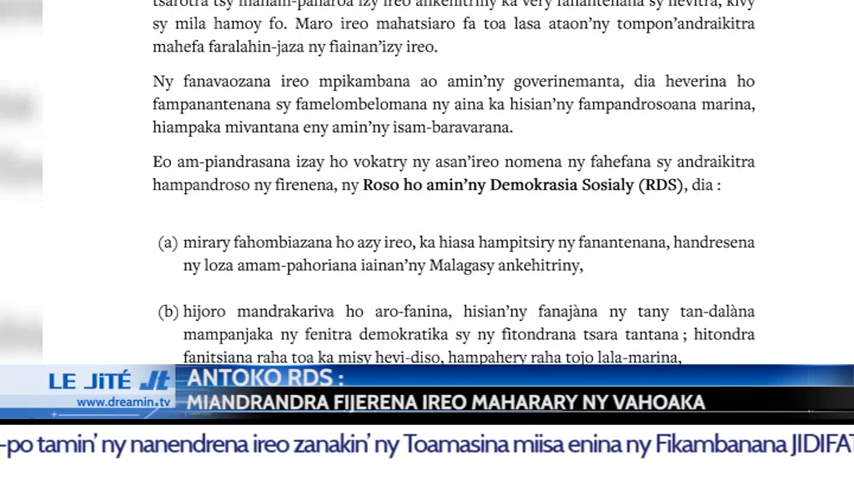 tsarotra tsy maham-panaroa izy ireo ankehitriny ka very fanantenana sy hevitra, kivy
sy mila hamoy fo. Maro ireo mahatsiaro fa toa lasa ataon'ny tompon'andraikitra
mahefa faralahin-jaza ny fiainan'izy ireo.
Ny fanavaozana ireo mpikambana ao amin'ny goverinemanta, dia heverina ho
fampanantenana sy famelombelomana ny aina ka hisian'ny fampandrosoana marina,
hiampaka mivantana eny amin'ny isam-baravarana.
Eo am-piandrasana izay ho vokatry ny asan'ireo nomena ny fahefana sy andraikitra
hampandroso ny firenena, ny Roso ho amin'ny Demokrasia Sosialy (RDS), dia :
(a) mirary fahombiazana ho azy ireo, ka hiasa hampitsiry ny fanantenana, handresena
ny loza amam-pahoriana iainan'ny Malagasy ankehitriny,
(b) hijoro mandrakariva ho aro-fanina, hisian'ny fanajàna ny tany tan-dalàna
mampanjaka ny fenitra demokratika sy ny fitondrana tsara tantana ; hitondra
fanitsiana raha toa ka misy hevi-diso, hampahery raha tojo lala-marina,
LE JiTÉ Jt
www.dreamin.tv
ANTOKO RDS :
MIANDRANDRA FIJERENA IREO MAHARARY NY VAHOAKA
-po tamin' ny nanendrena ireo zanakin' ny Toamasina miisa enina ny Fikambanana JIDIFAT